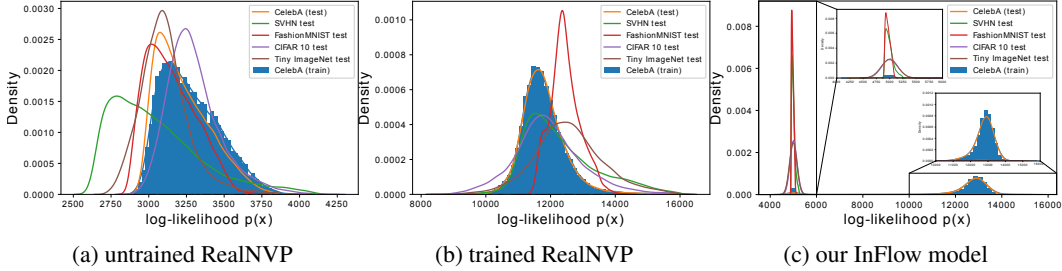 CelebA (test)
SVHN test
FashionMNIST test
CIFAR 10 test
Tiny ImageNet test
CelebA (train)
Density
0.0030
0.0025
0.0020
0.0015
0.0010
0.0005
0.0000
2500 3000 3500 4000
log-likelihood p(x)
(a) untrained RealNVP
CelebA (test)
SVHN test
FashionMNIST test
CIFAR 10 test
Tiny ImageNet test
CelebA (train)
Density
0.0010
0.0008
0.0006
0.0004
0.0002
0.0000
8000 10000 12000 14000 16000
log-likelihood p(x)
(b) trained RealNVP
CelebA (test)
SVHN test
FashionMNIST test
CIFAR 10 test
Tiny ImageNet test
CelebA (train)
Density
0.008
0.006
0.004
0.002
0.000
4000 6000 8000 10000 12000 14000 16000
log-likelihood p(x)
(c) our InFlow model